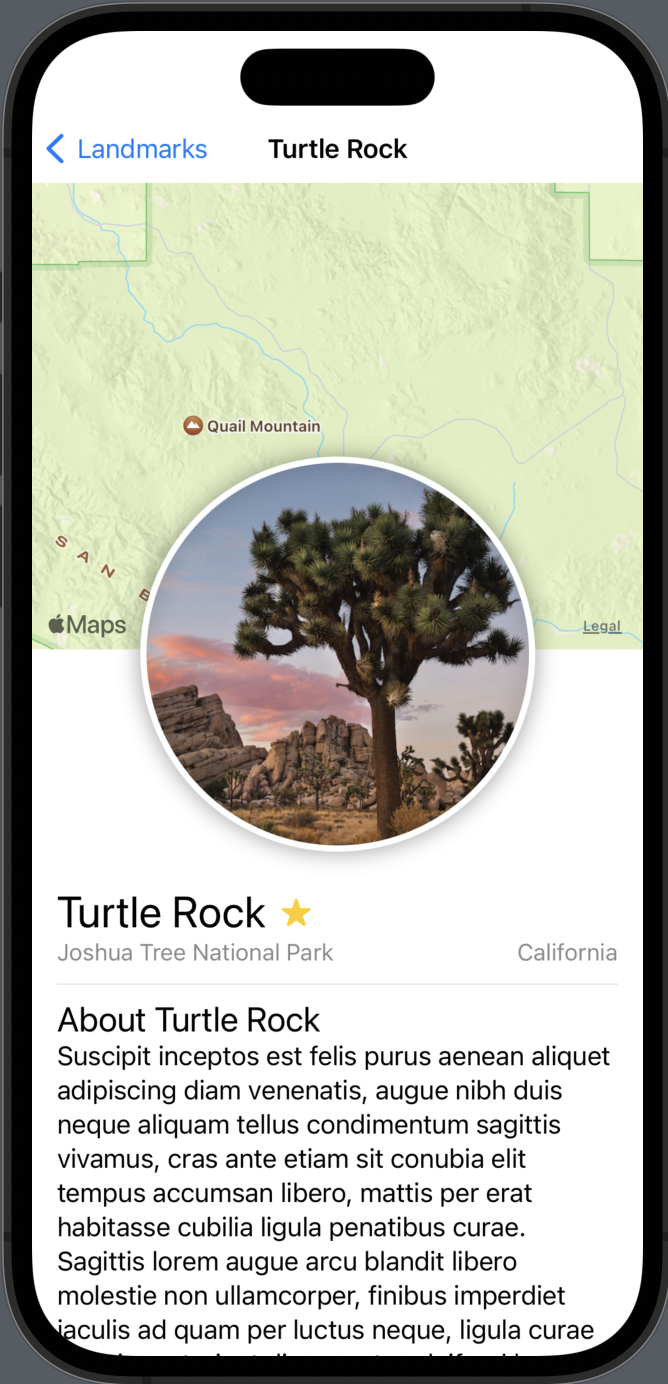 Landmarks
Turtle Rock
Quail Mountain
SAN
Maps
Legal
Turtle Rock
Joshua Tree National Park
California
About Turtle Rock
Suscipit inceptos est felis purus aenean aliquet
adipiscing diam venenatis, augue nibh duis
neque aliquam tellus condimentum sagittis
vivamus, cras ante etiam sit conubia elit
tempus accumsan libero, mattis per erat
habitasse cubilia ligula penatibus curae.
Sagittis lorem augue arcu blandit libero
molestie non ullamcorper, finibus imperdiet
iaculis ad quam per luctus neque, ligula curae